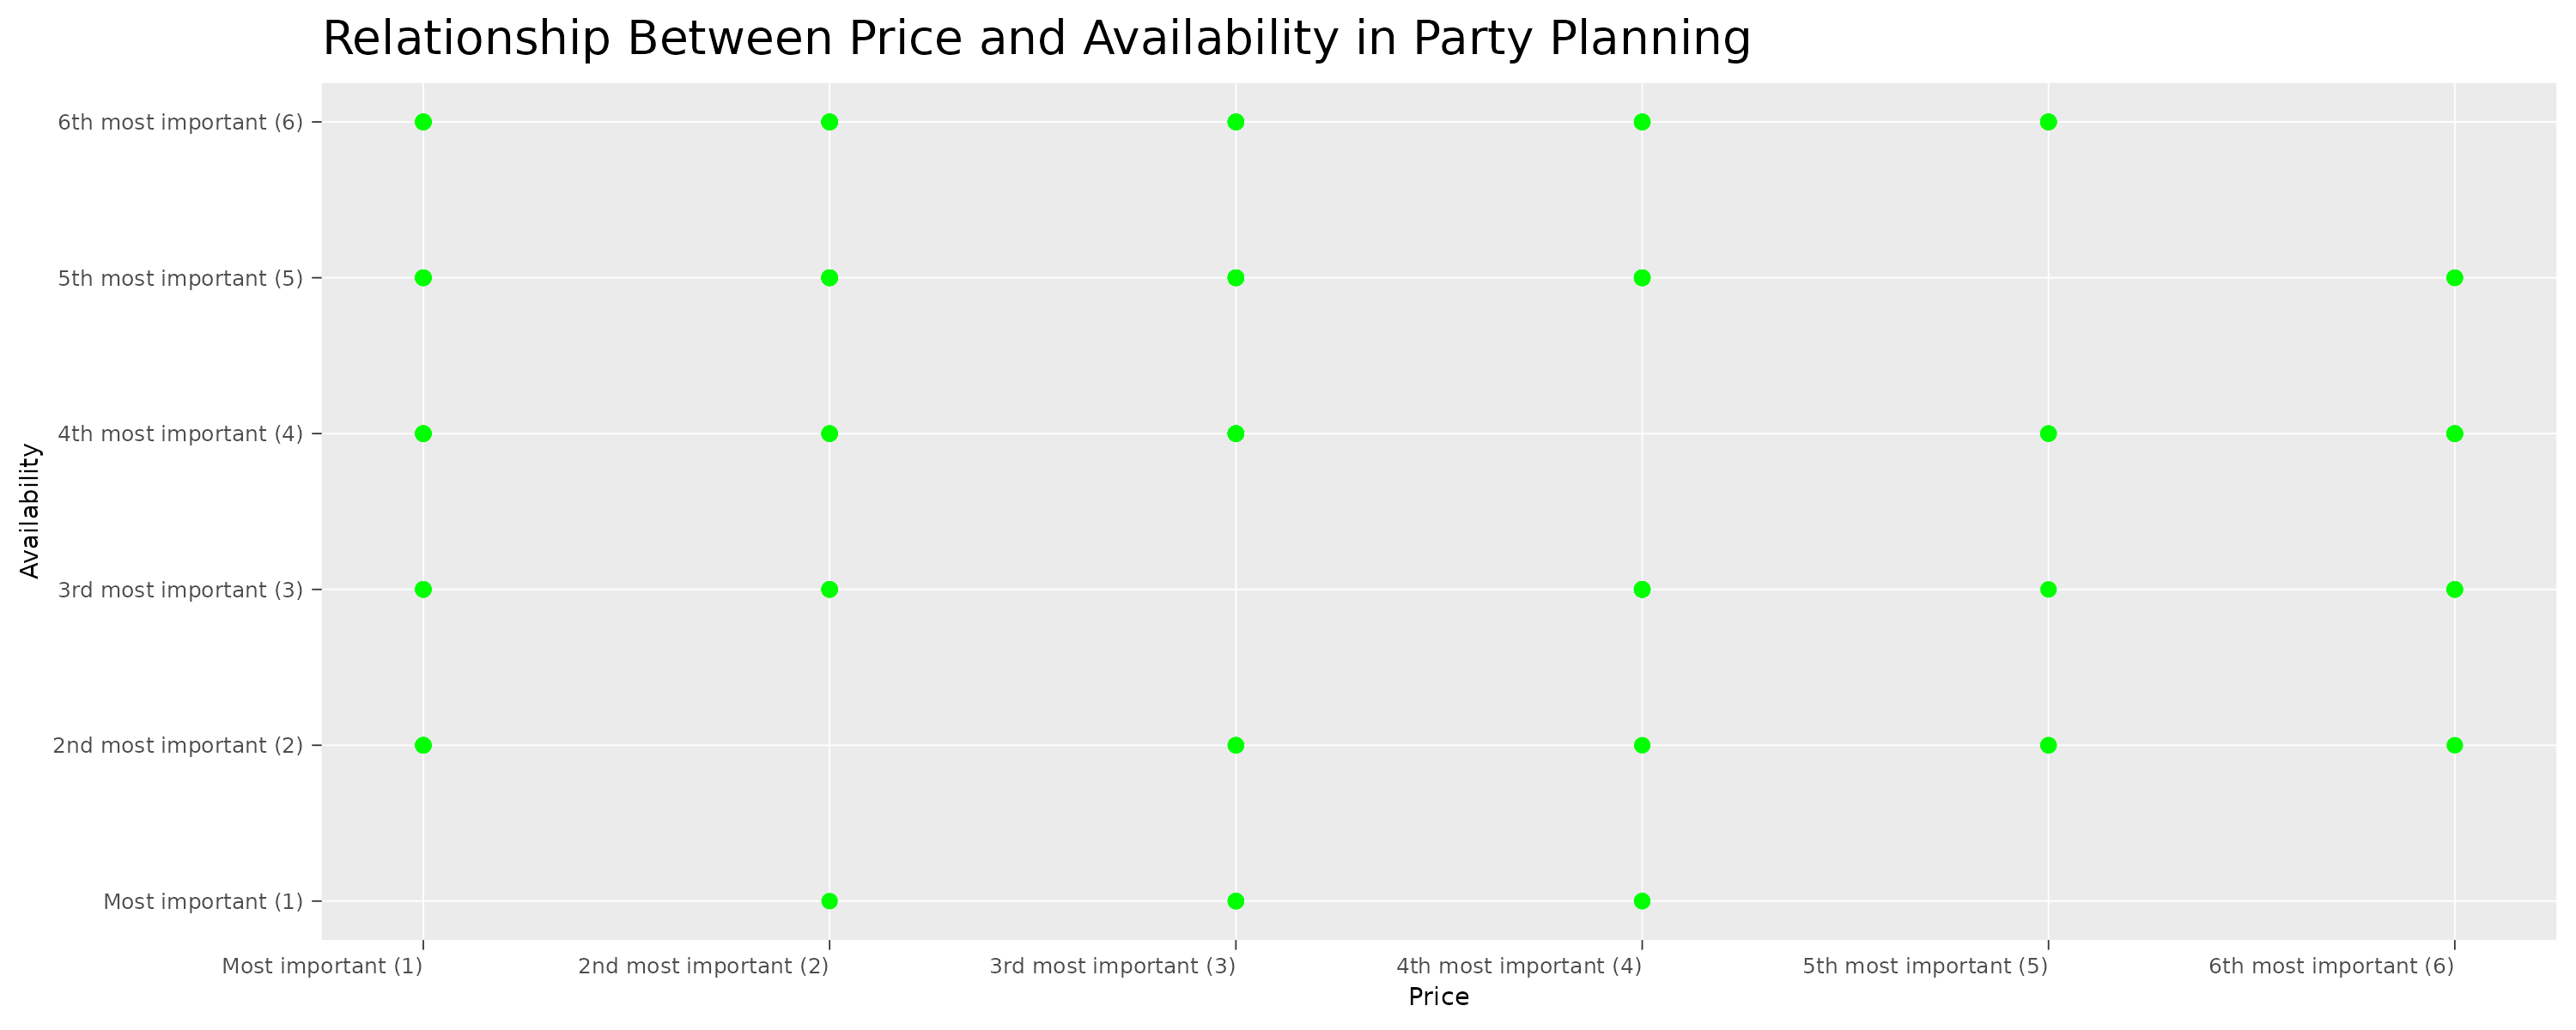 Relationship Between Price and Availability in Party Planning
6th most important (6)
5th most important (5)
4th most important (4)
3rd most important (3)
2nd most important (2)
Most important (1)
Availability
Most important (1)
2nd most important (2)
3rd most important (3)
4th most important (4)
5th most important (5)
6th most important (6)
Price